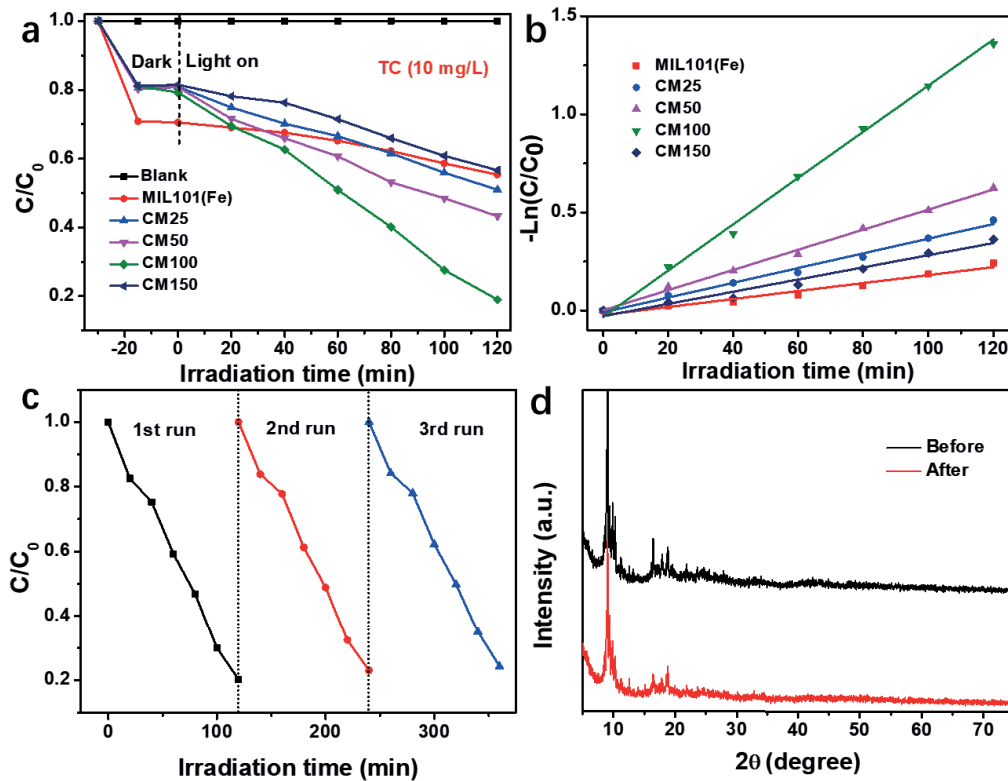 a
Dark
Light on
TC (10 mg/L)
Blank
MIL101(Fe)
CM25
CM50
CM100
CM150
C/C0
1.0
0.8
0.6
0.4
0.2
-20 0 20 40 60 80 100 120
Irradiation time (min)
b
MIL101(Fe)
CM25
CM50
CM100
CM150
-Ln(C/C0)
1.5
1.0
0.5
0.0
0 20 40 60 80 100 120
Irradiation time (min)
c
1st run
2nd run
3rd run
C/C0
1.0
0.8
0.6
0.4
0.2
0 100 200 300
Irradiation time (min)
d
Before
After
Intensity (a.u.)
10 20 30 40 50 60 70
2θ (degree)